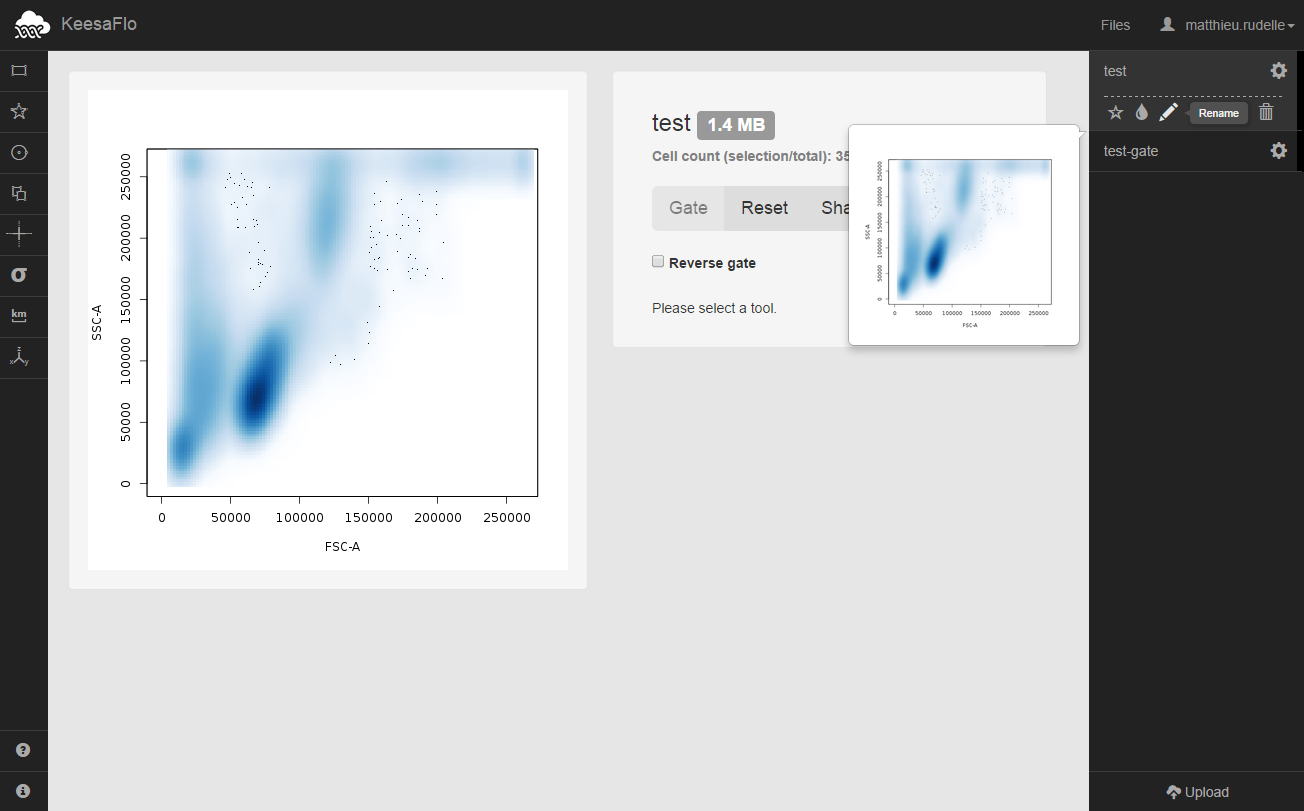 KeesaFlo
Files
matthieu.rudelle
km
z
x y
SSC-A
0 50000 100000 150000 200000 250000
0 50000 100000 150000 200000 250000
FSC-A
test 1.4 MB
Cell count (selection/total): 35
Gate Reset Sha
Reverse gate
Please select a tool.
SSC-A
0 50000 100000 150000 200000 250000
0 50000 100000 150000 200000 250000
FSC-A
test
Rename
test-gate
Upload